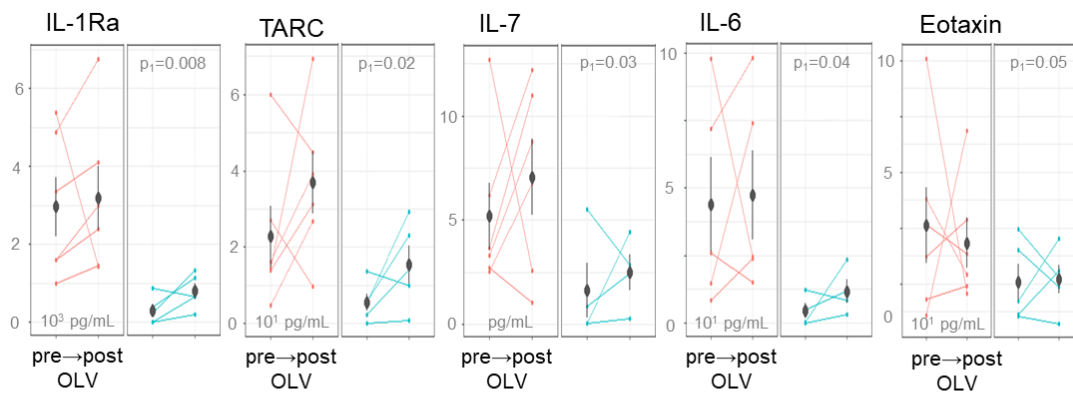 IL-1Ra
TARC
IL-7
IL-6
Eotaxin
p₁=0.008
p₁=0.02
p₁=0.03
p₁=0.04
p₁=0.05
6
4
2
0
6
4
2
0
10
5
0
10
5
0
10
5
0
10³ pg/mL
10¹ pg/mL
pg/mL
10¹ pg/mL
10¹ pg/mL
pre→post
OLV
pre→post
OLV
pre→post
OLV
pre→post
OLV
pre→post
OLV